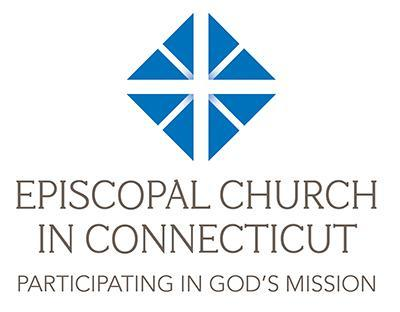 EPISCOPAL CHURCH
IN CONNECTICUT
PARTICIPATING IN GOD'S MISSION